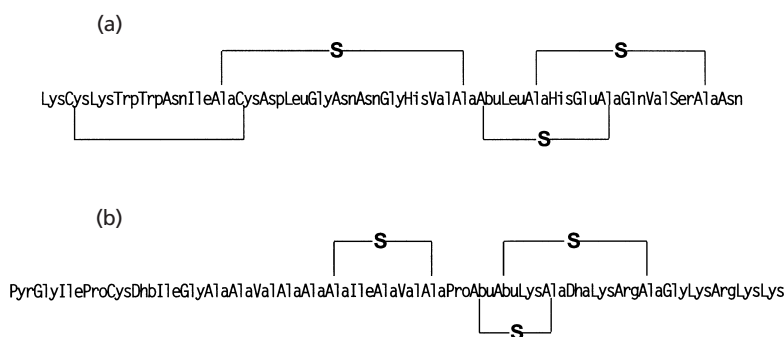 (a)
S S
LysCysLysTrpTrpAsnIleAlaCysAspLeuGlyAsnAsnGlyHisValAlaAbuLeuAlaHisGluAlaGlnValSerAlaAsn
S
(b)
S S
PyrGlyIleProCysDhbIleGlyAlaAlaValAlaAlaAlaIleAlaValAlaProAbuAbuLysAlaDhaLysArgAlaGlyLysArgLysLys
S